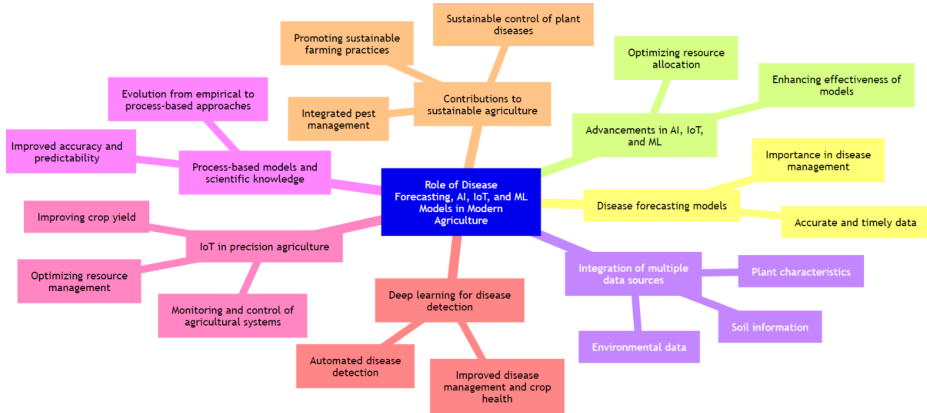 Sustainable control of plant
diseases
Promoting sustainable
farming practices
Integrated pest
management
Contributions to
sustainable agriculture
Optimizing resource
allocation
Enhancing effectiveness of
models
Advancements in AI, IoT,
and ML
Evolution from empirical to
process-based approaches
Improved accuracy and
predictability
Process-based models and
scientific knowledge
Role of Disease
Forecasting, AI, IoT, and ML
Models in Modern
Agriculture
Importance in disease
management
Disease forecasting models
Accurate and timely data
Improving crop yield
IoT in precision agriculture
Optimizing resource
management
Monitoring and control of
agricultural systems
Deep learning for disease
detection
Automated disease
detection
Improved disease
management and crop
health
Integration of multiple
data sources
Plant characteristics
Soil information
Environmental data